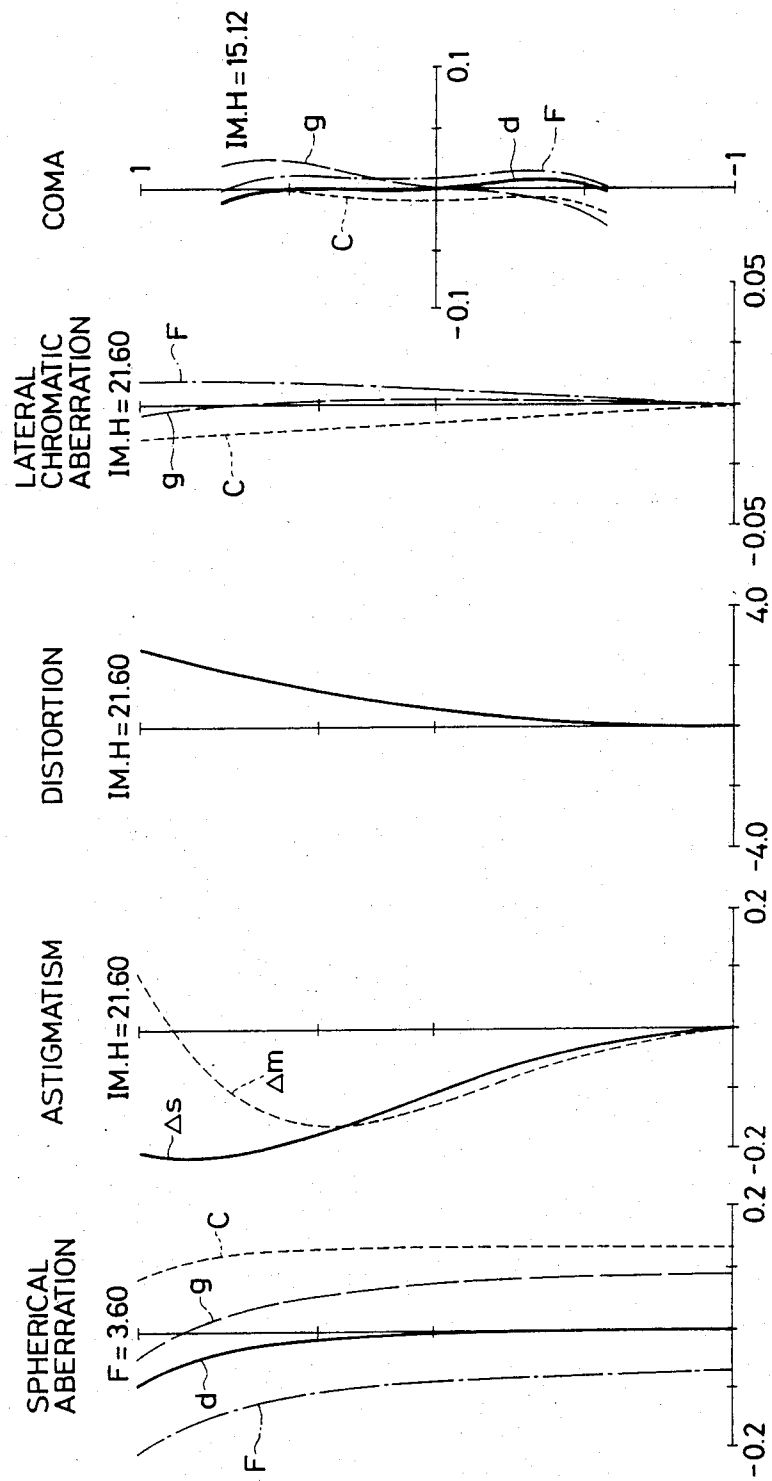 SPHERICAL
ABERRATION
F = 3.60
C
g
d
F
-0.2
0.2
ASTIGMATISM
IM.H = 21.60
Δs
Δm
-0.2
0.2
DISTORTION
IM.H = 21.60
-4.0
4.0
LATERAL
CHROMATIC
ABERRATION
IM.H = 21.60
F
g
C
-0.05
0.05
COMA
IM.H = 15.12
1
g
C
d
F
-0.1
0.1
-1